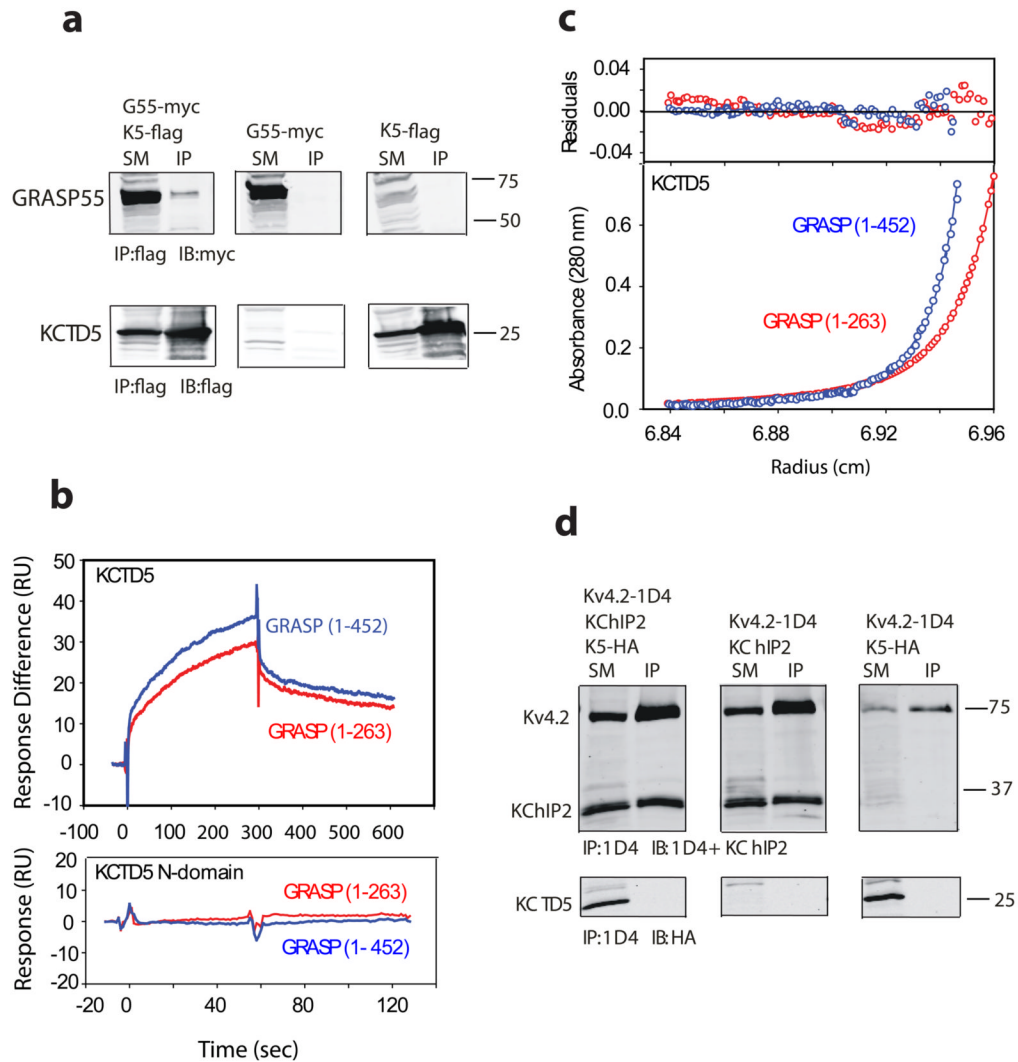 a
G55-myc
K5-flag
SM IP
G55-myc
SM IP
K5-flag
SM IP
GRASP55
75
50
IP:flag IB:myc
KCTD5
25
IP:flag IB:flag
b
Response Difference (RU)
50
40
30
20
10
0
-10
KCTD5
GRASP (1-452)
GRASP (1-263)
-100 0 100 200 300 400 500 600
Response (RU)
20
10
0
-10
-20
KCTD5 N-domain
GRASP (1-263)
GRASP (1- 452)
-20 0 20 40 60 80 100 120
Time (sec)
c
Residuals
0.04
0.00
-0.04
Absorbance (280 nm)
KCTD5
0.6
0.4
0.2
0.0
GRASP (1-452)
GRASP (1-263)
6.84 6.88 6.92 6.96
Radius (cm)
d
Kv4.2-1D4
KChIP2
K5-HA
SM IP
Kv4.2-1D4
KC hIP2
SM IP
Kv4.2-1D4
K5-HA
SM IP
Kv4.2
75
37
KChIP2
IP:1D4 IB:1D4+ KC hIP2
KC TD5
25
IP:1D4 IB:HA